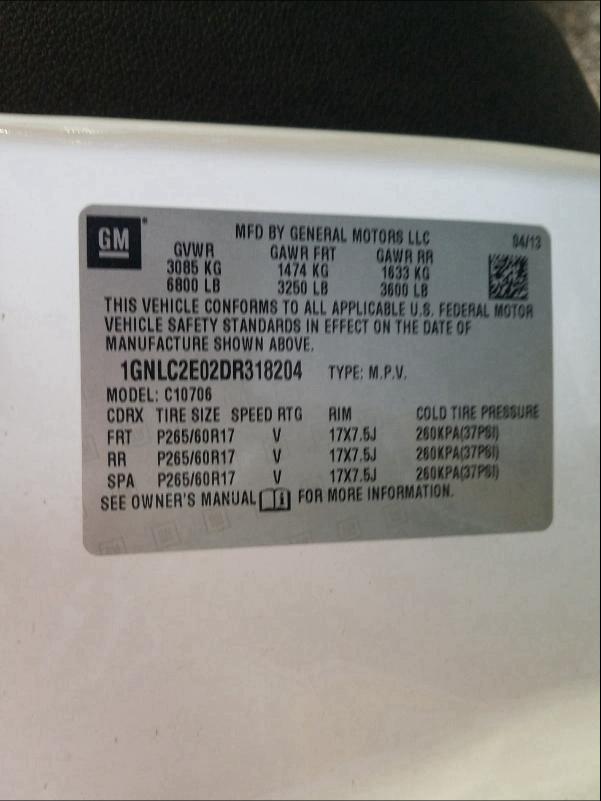 GM
MFD BY GENERAL MOTORS LLC 04/13
GVWR GAWR FRT GAWR RR
3085 KG 1474 KG 1633 KG
6800 LB 3250 LB 3600 LB
THIS VEHICLE CONFORMS TO ALL APPLICABLE U.S. FEDERAL MOTOR
VEHICLE SAFETY STANDARDS IN EFFECT ON THE DATE OF
MANUFACTURE SHOWN ABOVE.
1GNLC2E02DR318204 TYPE: M.P.V.
MODEL: C10706
CDRX TIRE SIZE SPEED RTG RIM COLD TIRE PRESSURE
FRT P265/60R17 V 17X7.5J 260KPA(37PSI)
RR P265/60R17 V 17X7.5J 260KPA(37PSI)
SPA P265/60R17 V 17X7.5J 260KPA(37PSI)
SEE OWNER'S MANUAL FOR MORE INFORMATION.